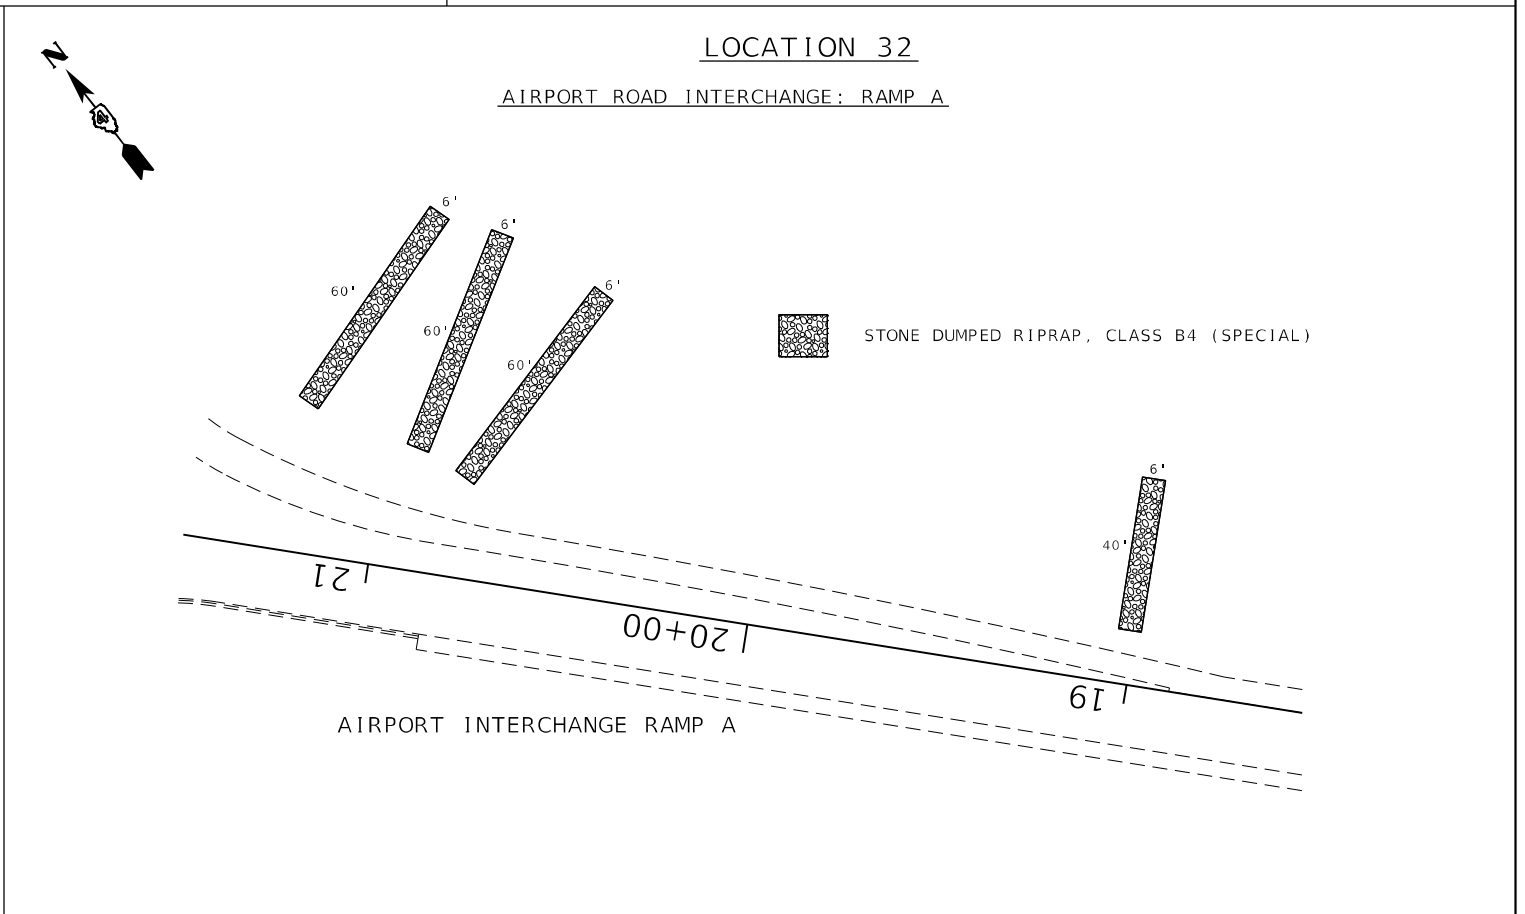 N
4
LOCATION 32
AIRPORT ROAD INTERCHANGE: RAMP A
6'
60'
6'
60'
6'
60'
STONE DUMPED RIPRAP, CLASS B4 (SPECIAL)
6'
40'
21
20+00
19
AIRPORT INTERCHANGE RAMP A